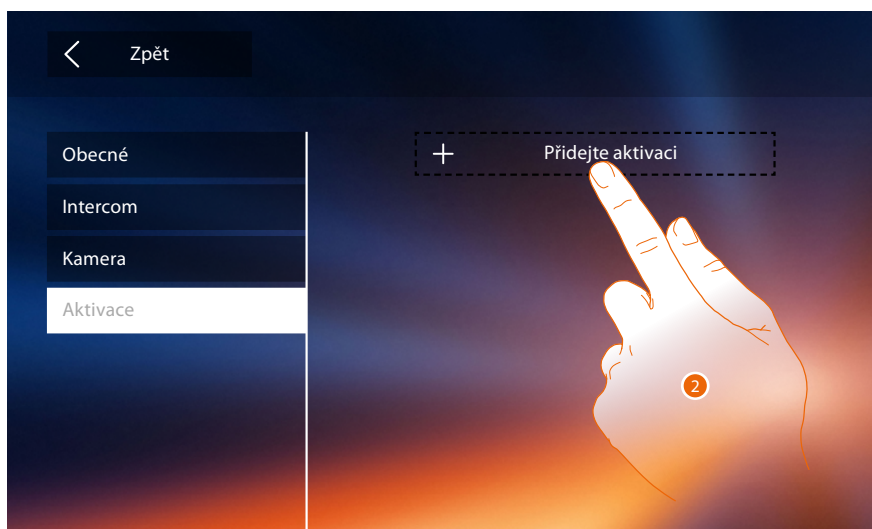 Zpět
Obecné
Intercom
Kamera
Aktivace
Přidejte aktivaci
2